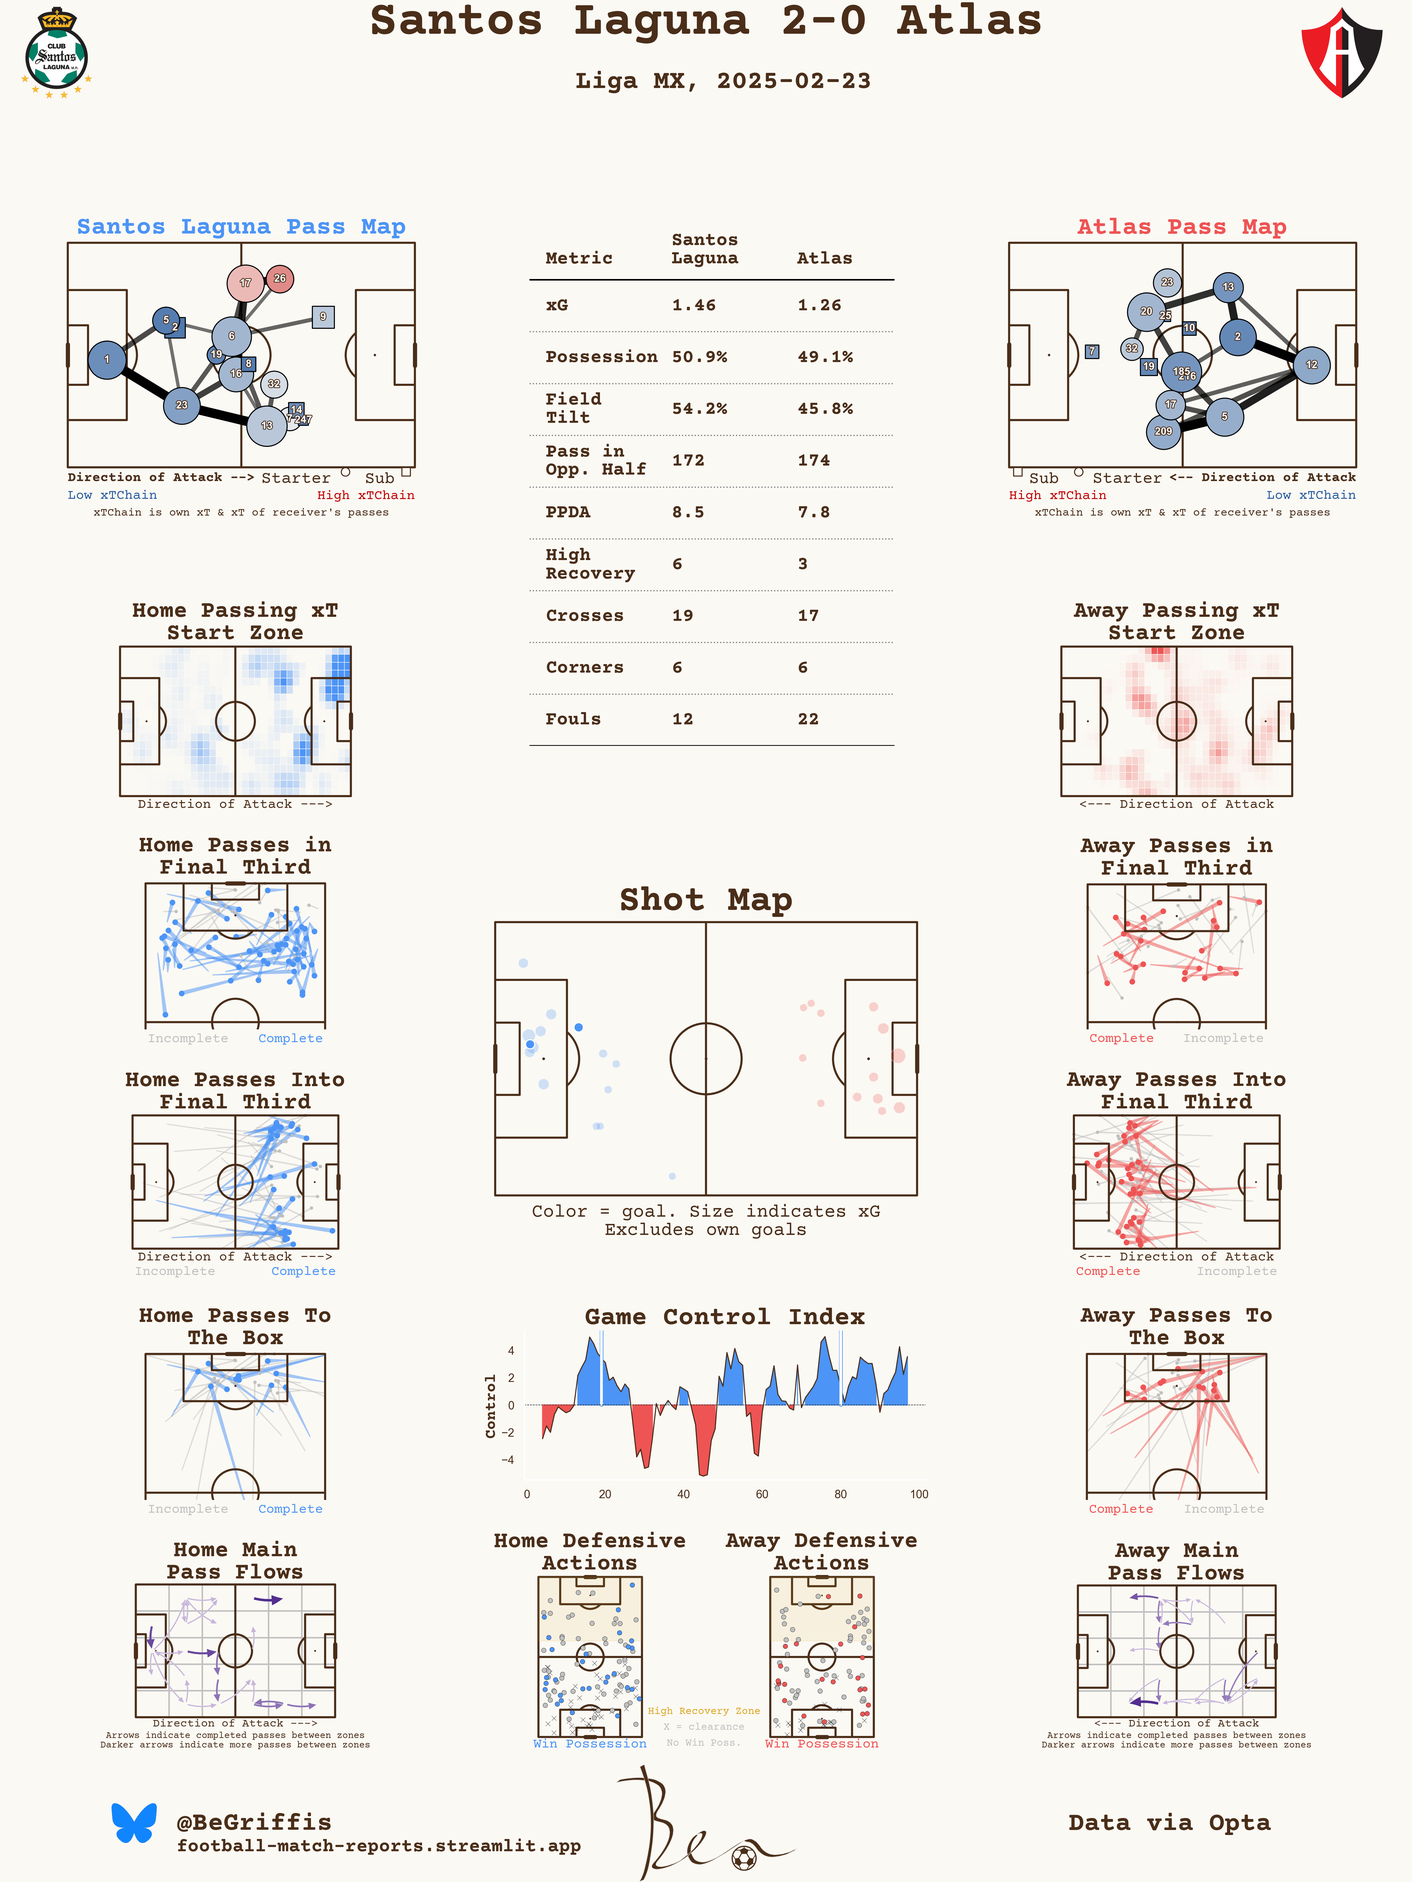 Santos Laguna 2-0 Atlas
Liga MX, 2025-02-23
CLUB
Santos
LAGUNA
Santos Laguna Pass Map
17
26
9
5
2
6
1
19
8
16
32
23
14
13
7
247
Direction of Attack --> Starter Sub
Low xTChain High xTChain
xTChain is own xT & xT of receiver's passes
Metric Santos Laguna Atlas
xG 1.46 1.26
Possession 50.9% 49.1%
Field Tilt 54.2% 45.8%
Pass in Opp. Half 172 174
PPDA 8.5 7.8
High Recovery 6 3
Crosses 19 17
Corners 6 6
Fouls 12 22
Atlas Pass Map
23
13
20
25
10
2
7
32
19
185
216
12
17
5
209
Sub Starter <-- Direction of Attack
High xTChain Low xTChain
xTChain is own xT & xT of receiver's passes
Home Passing xT
Start Zone
Direction of Attack --->
Away Passing xT
Start Zone
<--- Direction of Attack
Home Passes in
Final Third
Incomplete Complete
Away Passes in
Final Third
Complete Incomplete
Shot Map
Color = goal. Size indicates xG
Excludes own goals
Home Passes Into
Final Third
Direction of Attack --->
Incomplete Complete
Away Passes Into
Final Third
<--- Direction of Attack
Complete Incomplete
Home Passes To
The Box
Incomplete Complete
Game Control Index
Control
4
2
0
−2
−4
0 20 40 60 80 100
Away Passes To
The Box
Complete Incomplete
Home Main
Pass Flows
Direction of Attack --->
Arrows indicate completed passes between zones
Darker arrows indicate more passes between zones
Home Defensive
Actions
Win Possession
Away Defensive
Actions
Win Possession
High Recovery Zone
X = clearance
No Win Poss.
Away Main
Pass Flows
<--- Direction of Attack
Arrows indicate completed passes between zones
Darker arrows indicate more passes between zones
@BeGriffis
football-match-reports.streamlit.app
Ben
Data via Opta